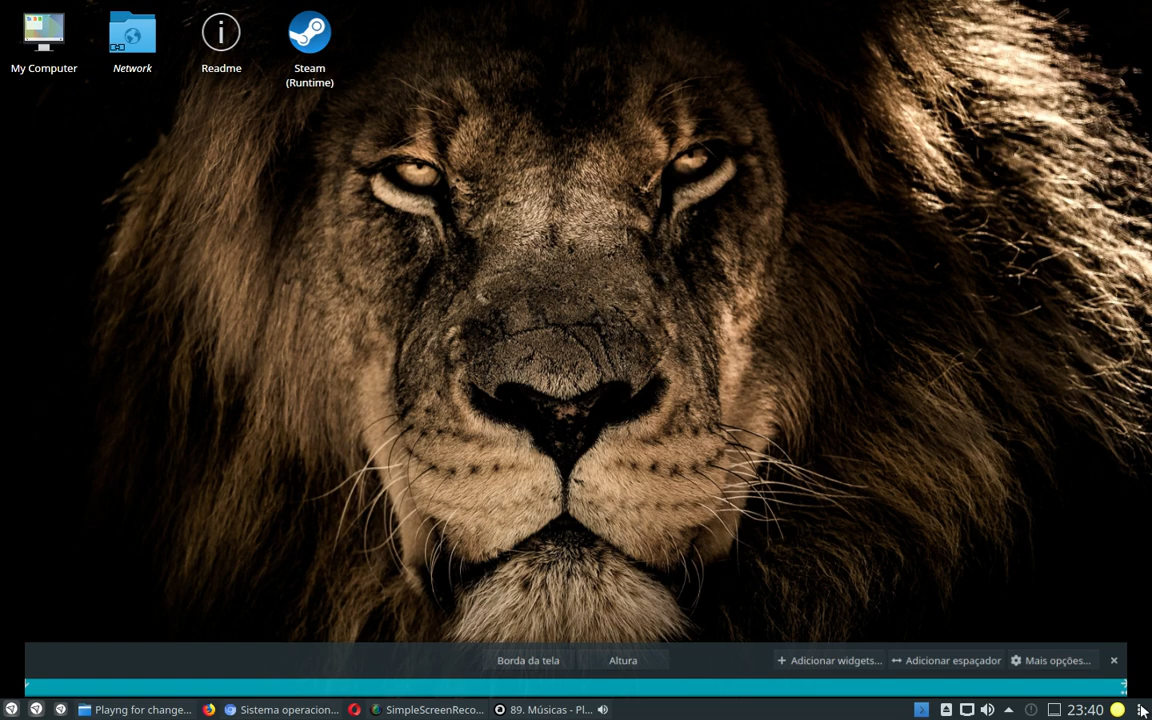 My Computer
Network
Readme
Steam
(Runtime)
Borda da tela
Altura
Adicionar widgets...
Adicionar espaçador
Mais opções...
Playng for change...
Sistema operacion...
SimpleScreenReco...
89. Músicas - Pl...
23:40